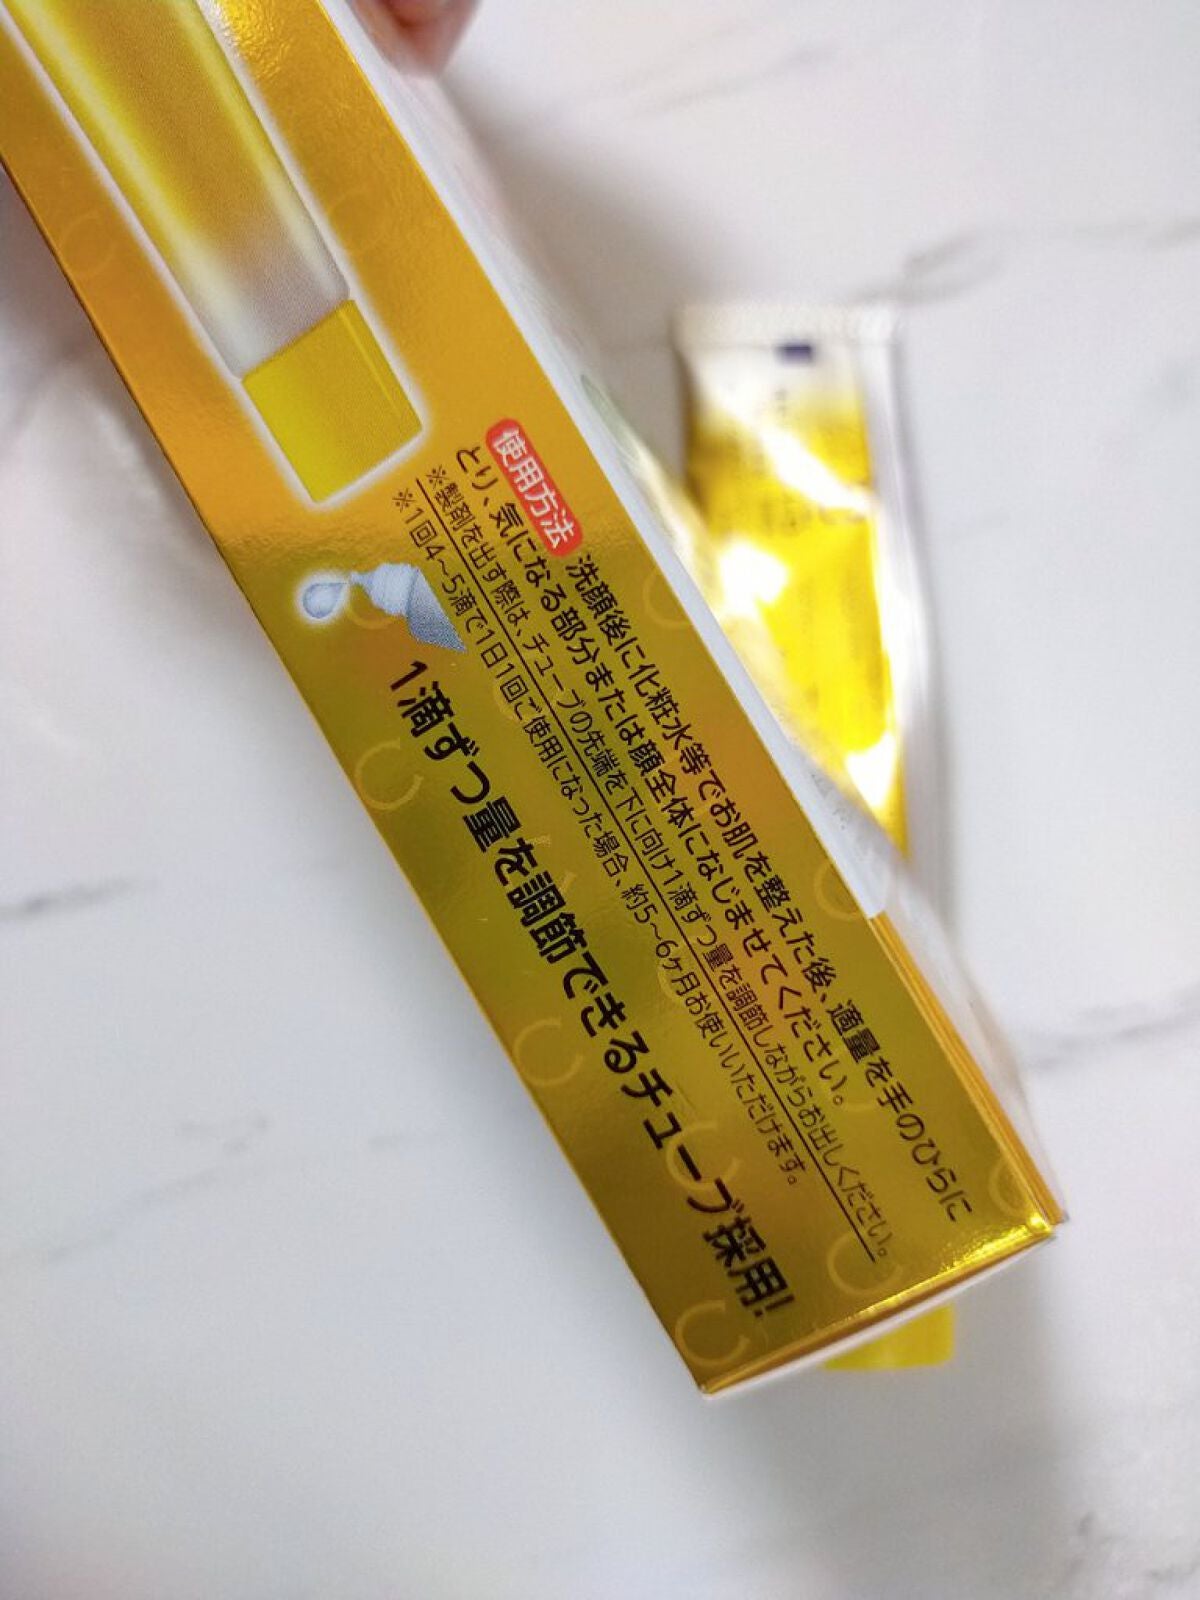 使用方法 洗顔後に化粧水等でお肌を整えた後、適量を手のひらに
とり、気になる部分または顔全体になじませてください。
※製剤を出す際は、チューブの先端を下に向け1滴ずつ量を調節しながらお出しください。
※1回4～5滴で1日1回ご使用になった場合、約5～6ヶ月お使いいただけます。
1滴ずつ量を調節できるチューブ採用!